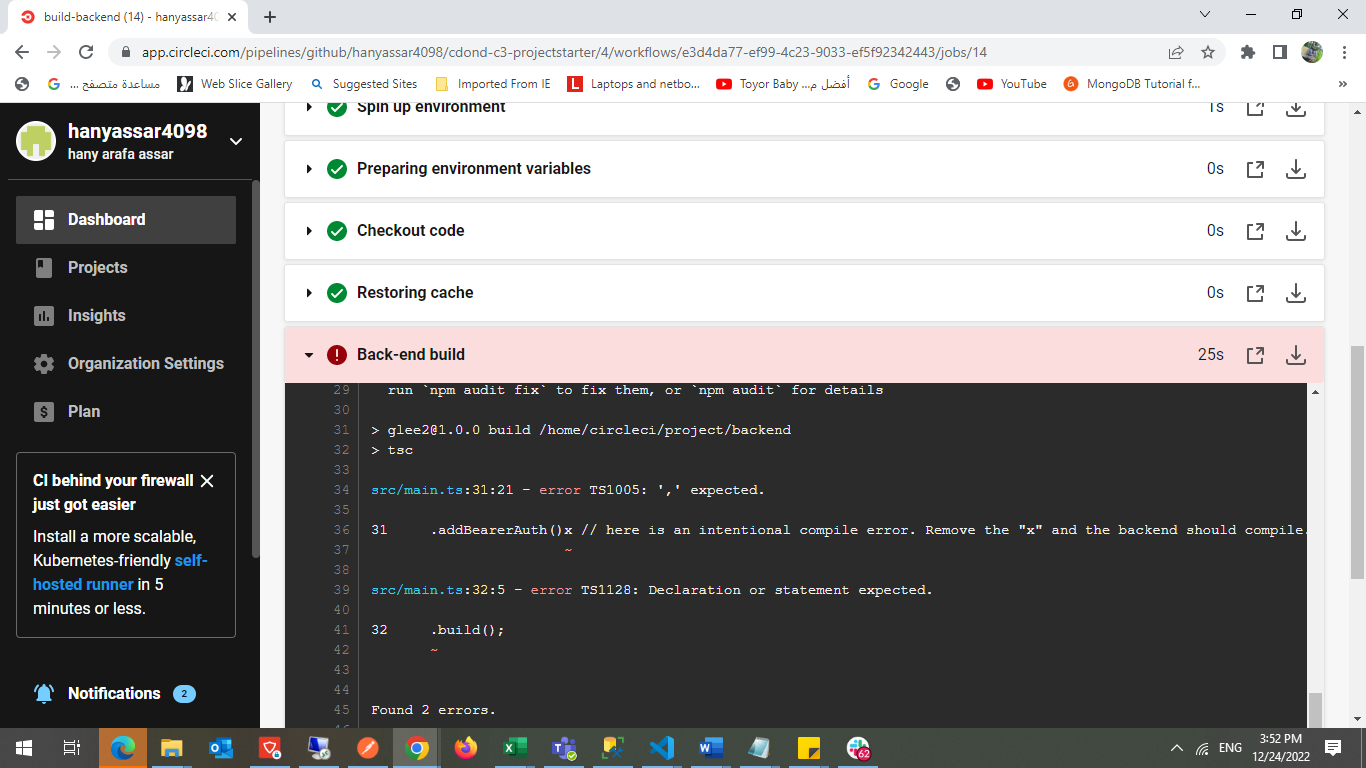 build-backend (14) - hanyassar40
app.circleci.com/pipelines/github/hanyassar4098/cdond-c3-projectstarter/4/workflows/e3d4da77-ef99-4c23-9033-ef5f92342443/jobs/14
مساعدة متصفح ...
Web Slice Gallery
Suggested Sites
Imported From IE
Laptops and netbo...
Toyor Baby ...أفضل م
Google
YouTube
MongoDB Tutorial f...
»
hanyassar4098
hany arafa assar
Dashboard
Projects
Insights
Organization Settings
Plan
CI behind your firewall
just got easier
Install a more scalable,
Kubernetes-friendly self-
hosted runner in 5
minutes or less.
Notifications 2
Spin up environment 1s
Preparing environment variables 0s
Checkout code 0s
Restoring cache 0s
Back-end build 25s
29 run `npm audit fix` to fix them, or `npm audit` for details
30
31 > glee2@1.0.0 build /home/circleci/project/backend
32 > tsc
33
34 src/main.ts:31:21 - error TS1005: ',' expected.
35
36 31 .addBearerAuth()x // here is an intentional compile error. Remove the "x" and the backend should compile.
37 ~
38
39 src/main.ts:32:5 - error TS1128: Declaration or statement expected.
40
41 32 .build();
42 ~
43
44
45 Found 2 errors.
62
ENG
3:52 PM
12/24/2022